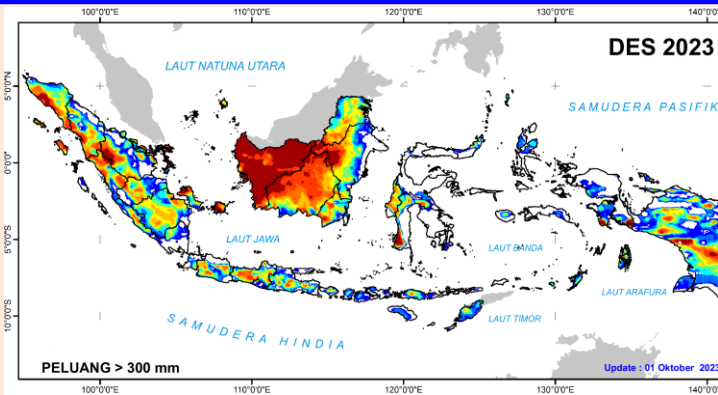 100°0'0"E 110°0'0"E 120°0'0"E 130°0'0"E 140°0'0"E
DES 2023
LAUT NATUNA UTARA
5°0'0"N
SAMUDERA PASIFIK
0°0'0"
5°0'0"S
LAUT JAWA
LAUT BANDA
LAUT ARAFURA
10°0'0"S
SAMUDERA HINDIA
LAUT TIMOR
PELUANG > 300 mm
Update : 01 Oktober 2023
100°0'0"E 110°0'0"E 120°0'0"E 130°0'0"E 140°0'0"E